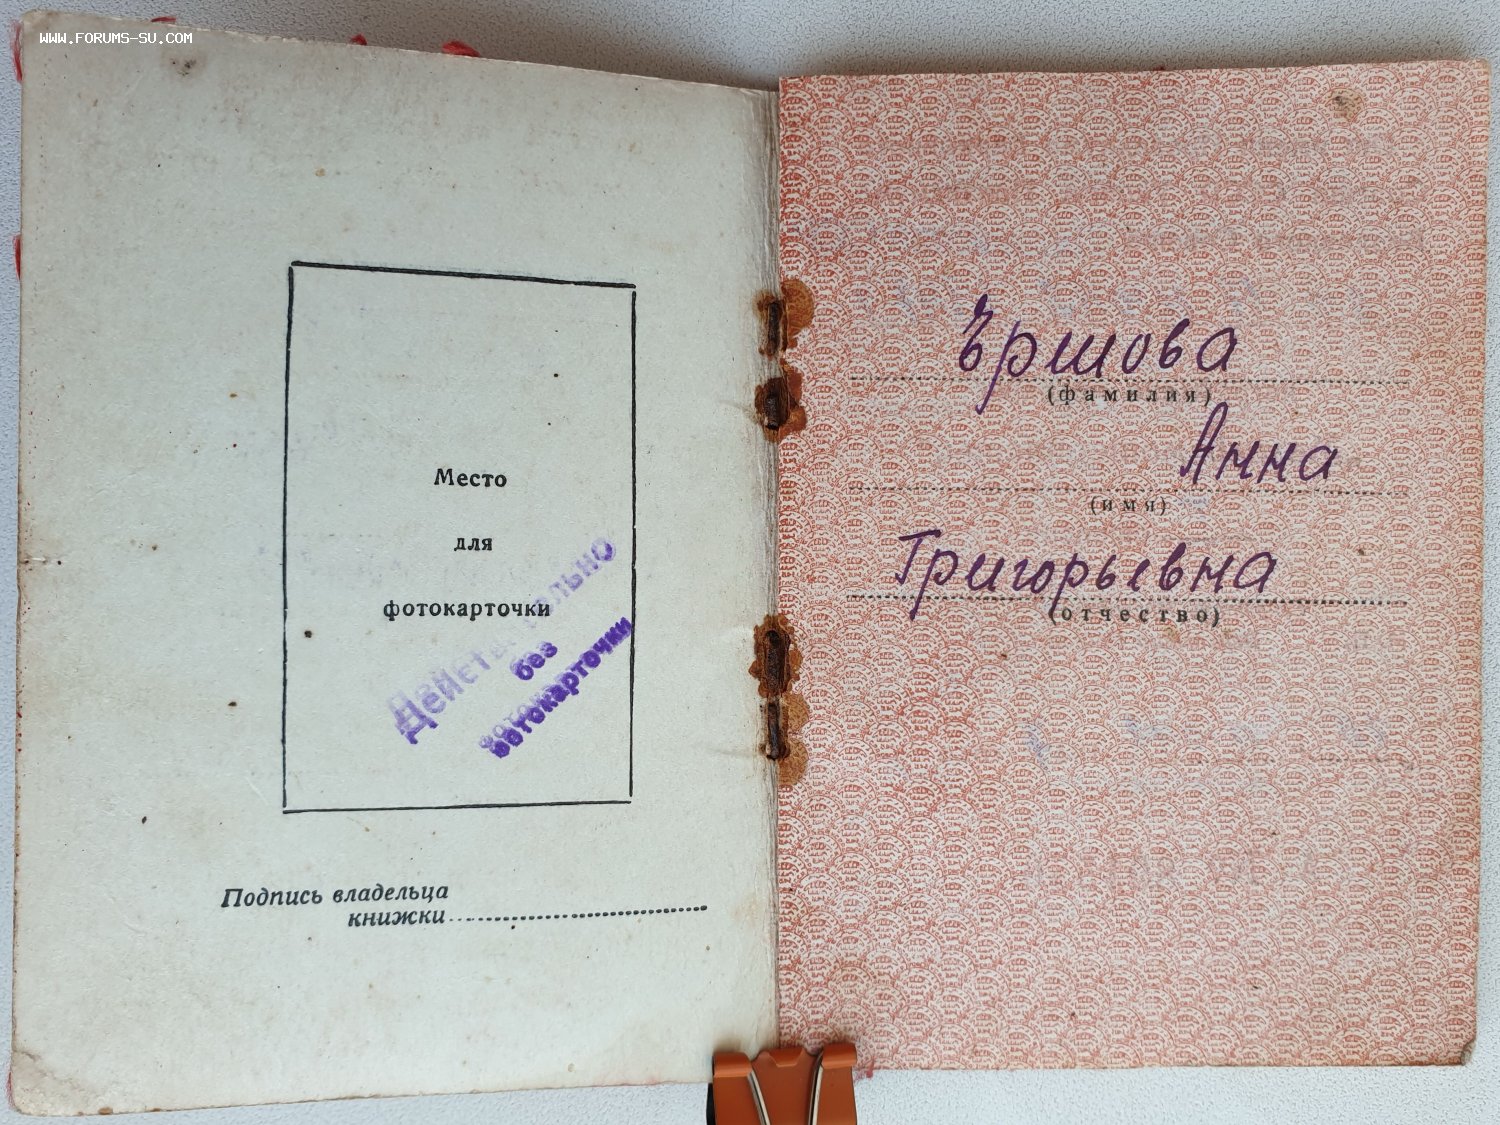 WWW.FORUMS-SU.COM
Место
для
фотокарточки
Действительно
без
фотокарточки
Подпись владельца
книжки
Ершова
(фамилия)
Анна
(имя)
Григорьевна
(отчество)